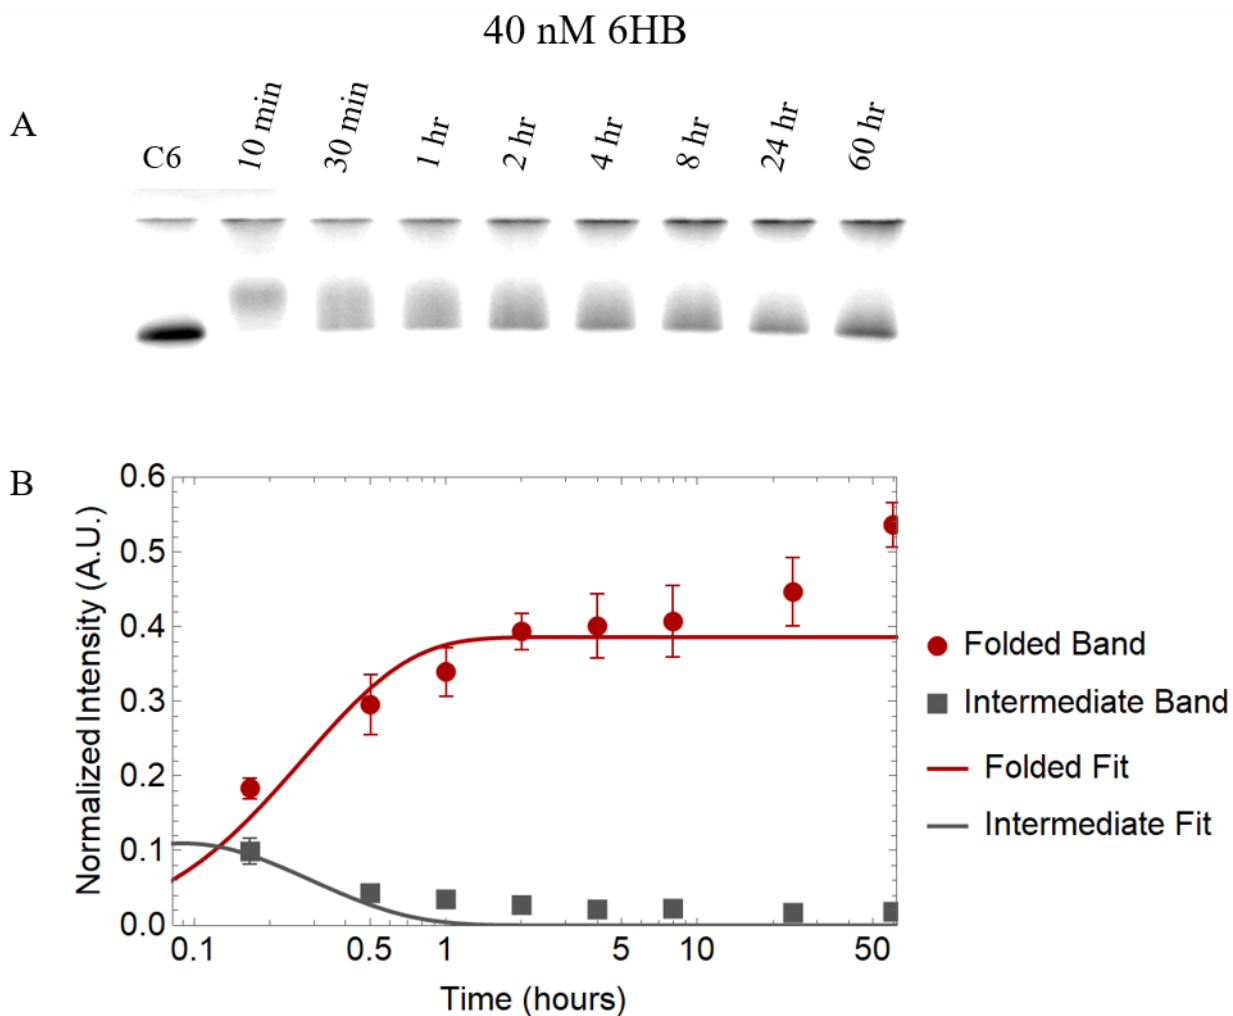 40 nM 6HB
A
C6 10 min 30 min 1 hr 2 hr 4 hr 8 hr 24 hr 60 hr
B
Normalized Intensity (A.U.)
0.6
0.5
0.4
0.3
0.2
0.1
0.0
0.1 0.5 1 5 10 50
Time (hours)
Folded Band
Intermediate Band
Folded Fit
Intermediate Fit